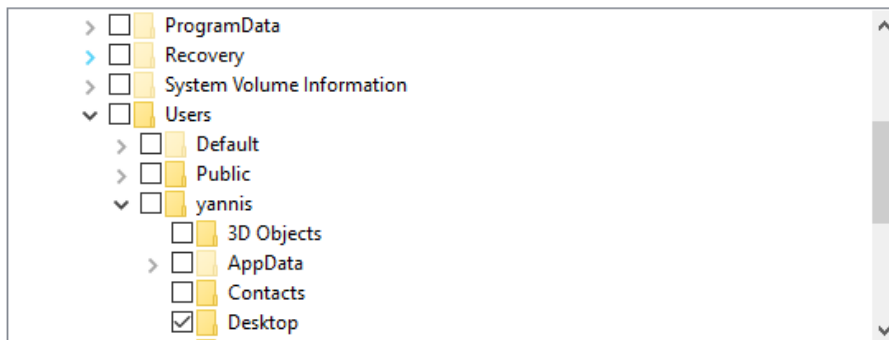 ProgramData
Recovery
System Volume Information
Users
Default
Public
yannis
3D Objects
AppData
Contacts
Desktop